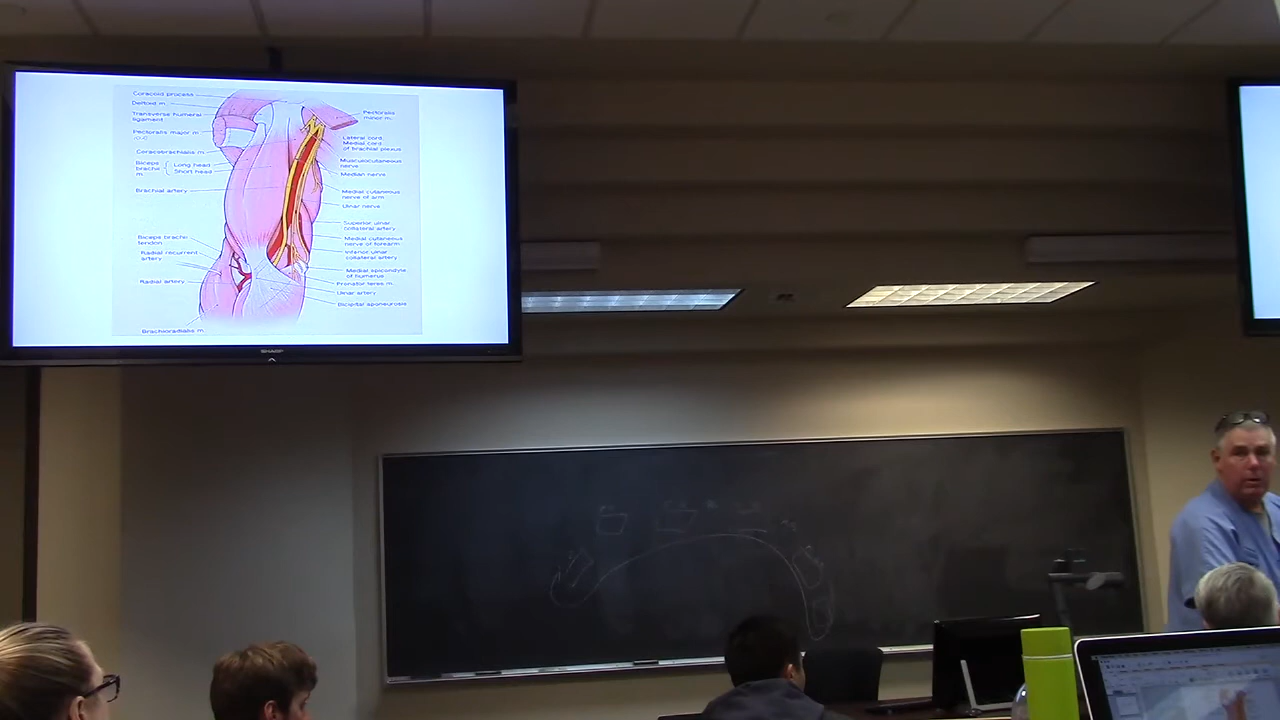 Coracoid process
Deltoid m.
Transverse humeral
ligament
Pectoralis major m.
(cut)
Coracobrachialis m.
Biceps
brachii
m.
Long head
Short head
Brachial artery
Biceps brachii
tendon
Radial recurrent
artery
Radial artery
Brachioradialis m.
Pectoralis
minor m.
Lateral cord
Medial cord
of brachial plexus
Musculocutaneous
nerve
Median nerve
Medial cutaneous
nerve of arm
Ulnar nerve
Superior ulnar
collateral artery
Medial cutaneous
nerve of forearm
Inferior ulnar
collateral artery
Medial epicondyle
of humerus
Pronator teres m.
Ulnar artery
Bicipital aponeurosis
SHARP